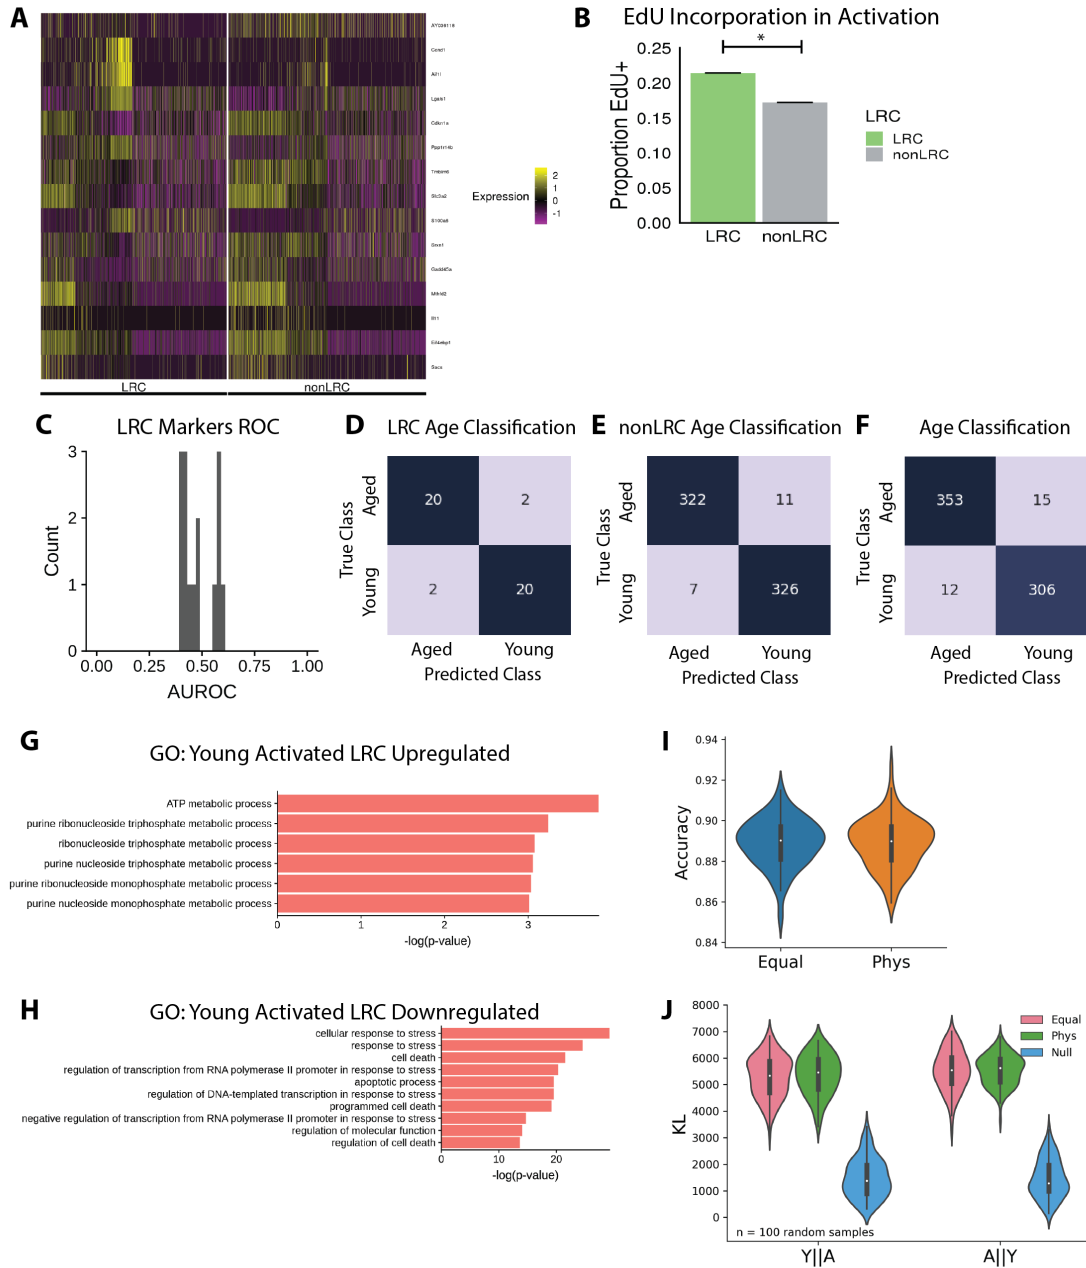 A
AY036118
Ccnd1
Lgals1
Cdkn1a
Ppp1r14b
Slc3a2
S100a6
Gadd45a
Mthfd2
Expression
2
1
0
-1
LRC
nonLRC
B
EdU Incorporation in Activation
*
0.25
0.20
0.15
0.10
0.05
0.00
Proportion EdU+
LRC
nonLRC
LRC
LRC
nonLRC
C
LRC Markers ROC
3
2
1
0
Count
0.00
0.25
0.50
0.75
1.00
AUROC
D
LRC Age Classification
True Class
Aged
Young
20
2
2
20
Aged
Young
Predicted Class
E
nonLRC Age Classification
True Class
Aged
Young
322
11
7
326
Aged
Young
Predicted Class
F
Age Classification
True Class
Aged
Young
353
15
12
306
Aged
Young
Predicted Class
G
GO: Young Activated LRC Upregulated
ATP metabolic process
purine ribonucleoside triphosphate metabolic process
ribonucleoside triphosphate metabolic process
purine nucleoside triphosphate metabolic process
purine ribonucleoside monophosphate metabolic process
purine nucleoside monophosphate metabolic process
0
1
2
3
-log(p-value)
H
GO: Young Activated LRC Downregulated
cellular response to stress
response to stress
cell death
regulation of transcription from RNA polymerase II promoter in response to stress
apoptotic process
regulation of DNA-templated transcription in response to stress
programmed cell death
negative regulation of transcription from RNA polymerase II promoter in response to stress
regulation of molecular function
regulation of cell death
0
10
20
-log(p-value)
I
0.94
0.92
0.90
0.88
0.86
0.84
Accuracy
Equal
Phys
J
8000
7000
6000
5000
4000
3000
2000
1000
0
KL
Equal
Phys
Null
n = 100 random samples
Y||A
A||Y